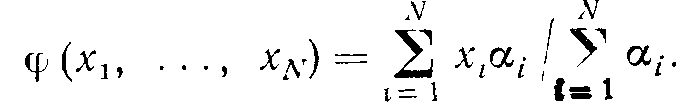 φ (x₁, ..., x_N) = ∑_{i=1}^{N} x_i α_i / ∑_{i=1}^{N} α_i.